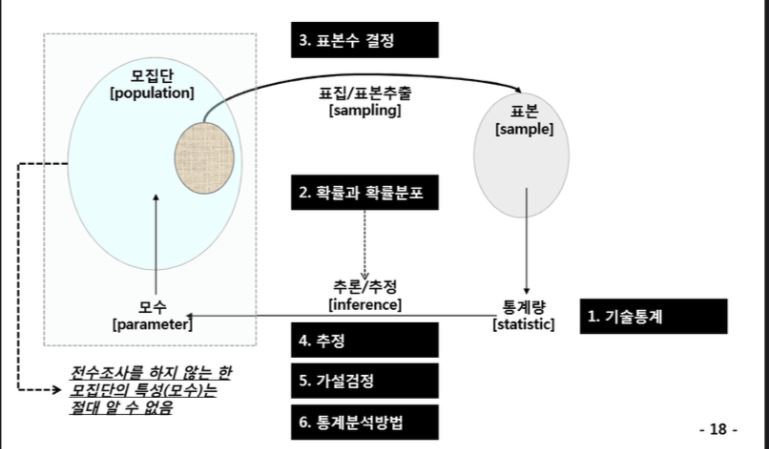 3. 표본수 결정
모집단
[population]
표집/표본추출
[sampling]
표본
[sample]
2. 확률과 확률분포
추론/추정
[inference]
모수
[parameter]
통계량
[statistic]
1. 기술통계
4. 추정
5. 가설검정
6. 통계분석방법
전수조사를 하지 않는 한
모집단의 특성(모수)는
절대 알 수 없음
- 18 -